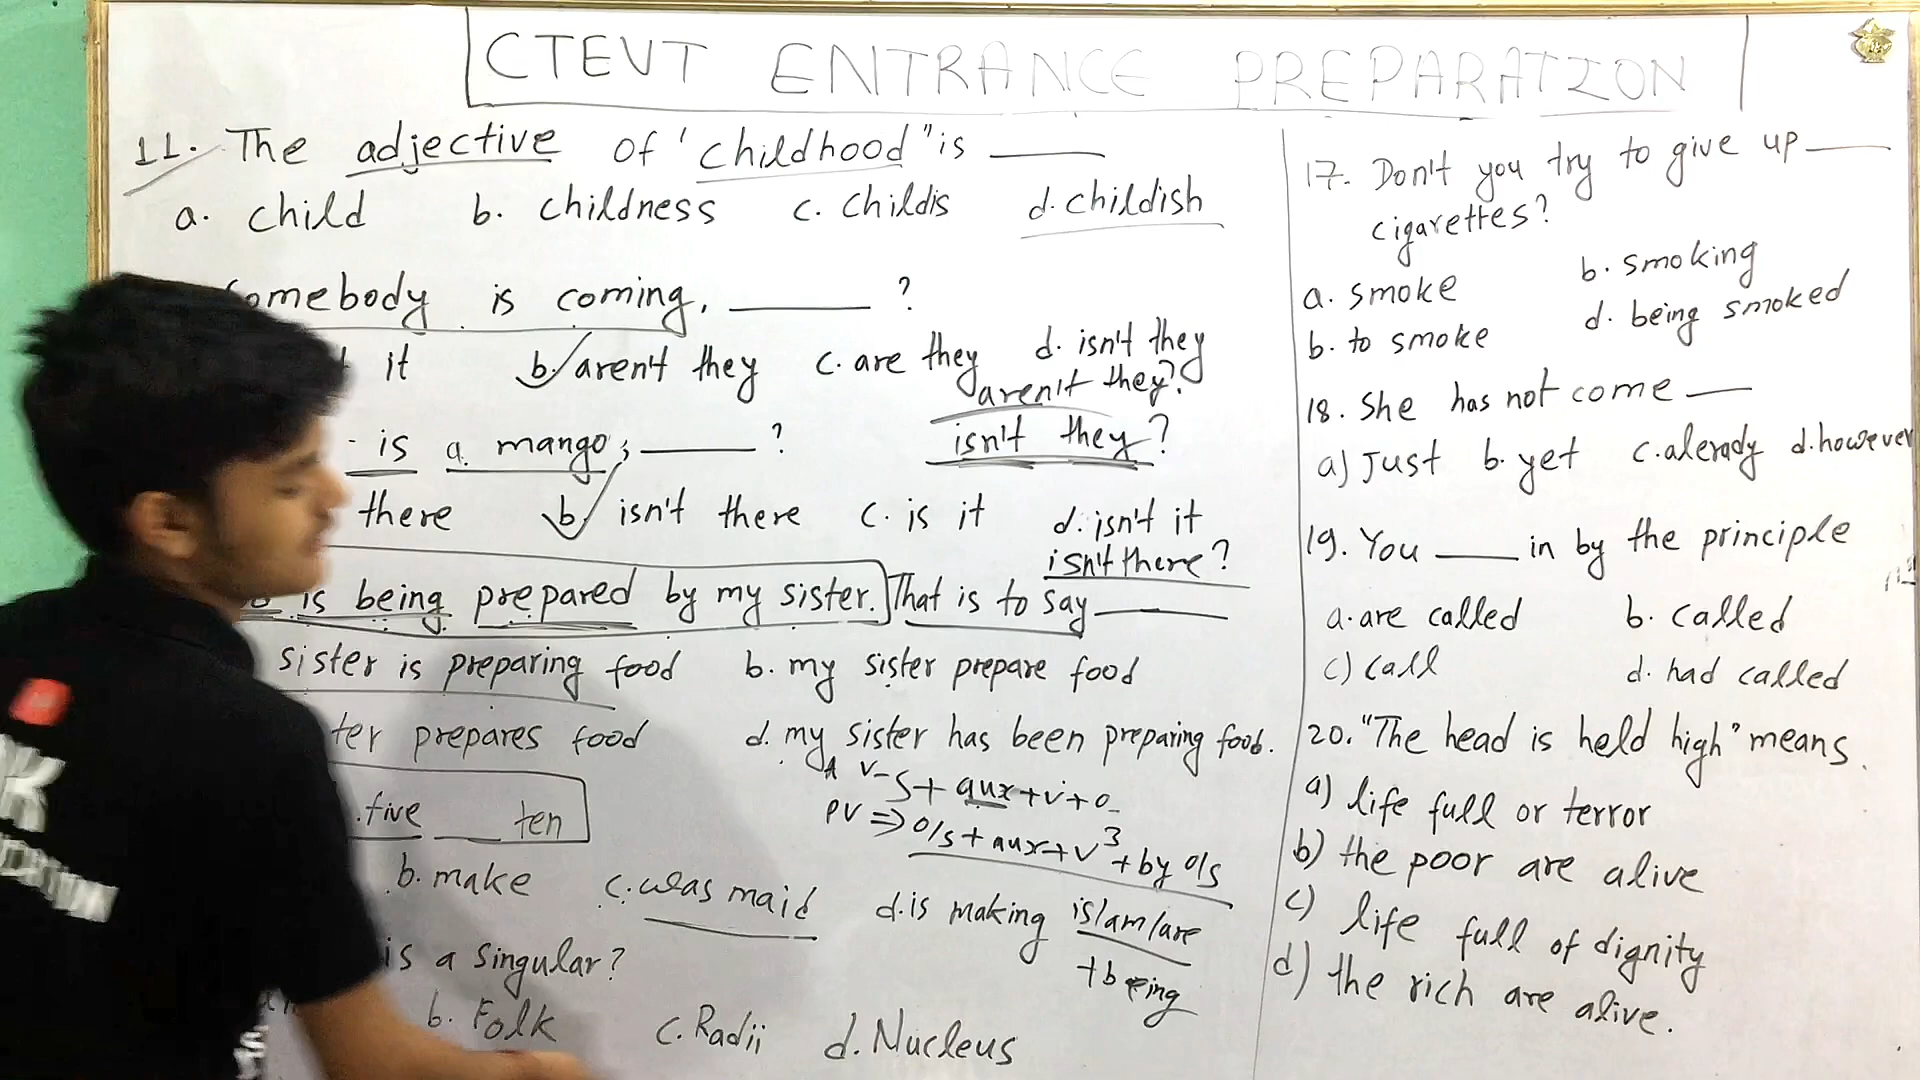 CTEVT ENTRANCE PREPARATION
11. The adjective of 'childhood" is ____
a. child b. childness c. childis d. childish
Somebody is coming, ____ ?
it b. aren't they c. are they d. isn't they
aren't they?
isn't they?
is a mango; ____ ?
there b. isn't there c. is it d. isn't it
isn't there?
is being prepared by my sister. That is to say ____
sister is preparing food b. my sister prepare food
prepares food d. my sister has been preparing foob.
A V- S + aux + v + o
PV => o/s + aux + v3 + by o/s
five ____ ten
b. make c. was maid d. is making
is/am/are
+being
is a singular?
b. Folk c. Radii d. Nucleus
17. Don't you try to give up ____
cigarettes?
a. smoke b. smoking
b. to smoke d. being smoked
18. She has not come ____
a) Just b. yet c. alerady d. however
19. You ____ in by the principle
a. are called b. called
c) call d. had called
20. "The head is held high" means.
a) life full or terror
b) the poor are alive
c) life full of dignity
d) the rich are alive.